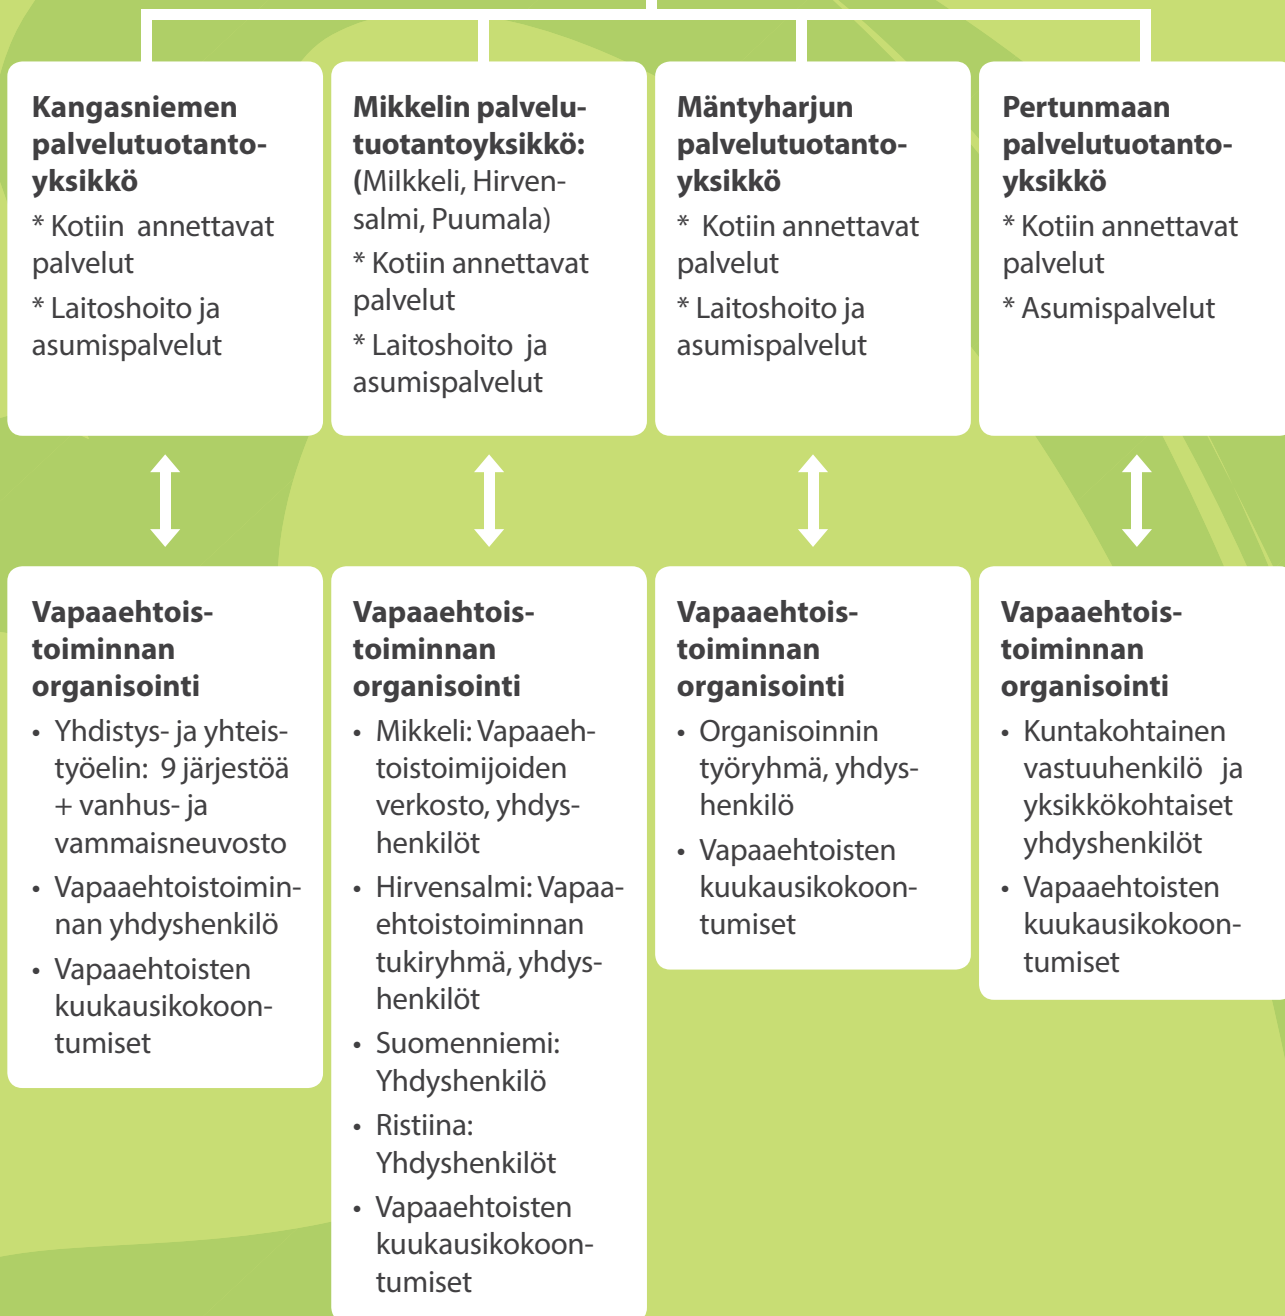 Kangasniemen
palvelutuotanto-
yksikkö
* Kotiin annettavat
palvelut
* Laitoshoito ja
asumispalvelut
Mikkelin palvelu-
tuotantoyksikkö:
(MiIkkeli, Hirven-
salmi, Puumala)
* Kotiin annettavat
palvelut
* Laitoshoito ja
asumispalvelut
Mäntyharjun
palvelutuotanto-
yksikkö
* Kotiin annettavat
palvelut
* Laitoshoito ja
asumispalvelut
Pertunmaan
palvelutuotanto-
yksikkö
* Kotiin annettavat
palvelut
* Asumispalvelut
Vapaaehtois-
toiminnan
organisointi
• Yhdistys- ja yhteis-
työelin: 9 järjestöä
+ vanhus- ja
vammaisneuvosto
• Vapaaehtoistoimin-
nan yhdyshenkilö
• Vapaaehtoisten
kuukausikokoon-
tumiset
Vapaaehtois-
toiminnan
organisointi
• Mikkeli: Vapaaeh-
toistoimijoiden
verkosto, yhdys-
henkilöt
• Hirvensalmi: Vapaa-
ehtoistoiminnan
tukiryhmä, yhdys-
henkilöt
• Suomenniemi:
Yhdyshenkilö
• Ristiina:
Yhdyshenkilöt
• Vapaaehtoisten
kuukausikokoon-
tumiset
Vapaaehtois-
toiminnan
organisointi
• Organisoinnin
työryhmä, yhdys-
henkilö
• Vapaaehtoisten
kuukausikokoon-
tumiset
Vapaaehtois-
toiminnan
organisointi
• Kuntakohtainen
vastuuhenkilö ja
yksikkökohtaiset
yhdyshenkilöt
• Vapaaehtoisten
kuukausikokoon-
tumiset